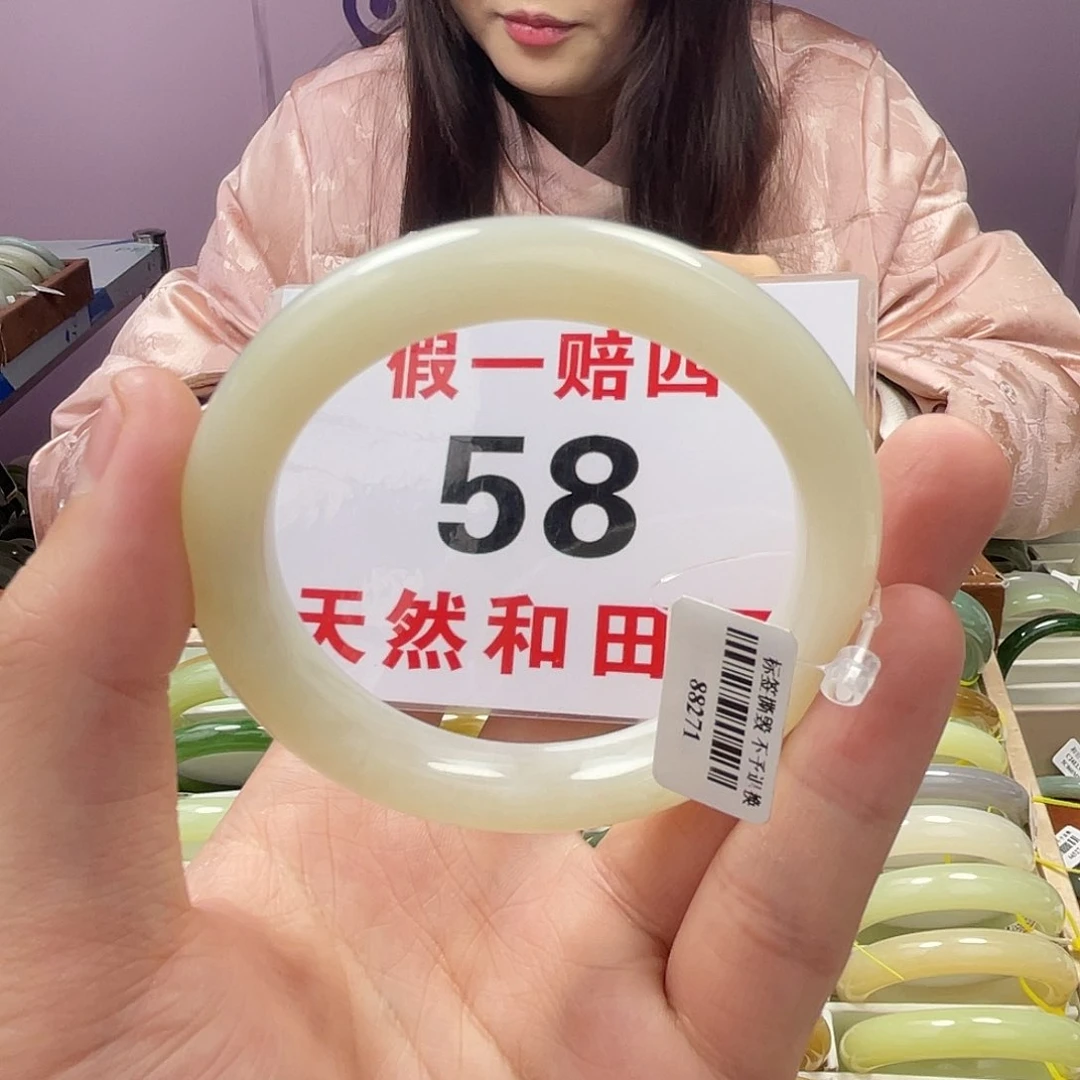 假一赔四
58
天然和田
标签撕毁 不予退换
88271